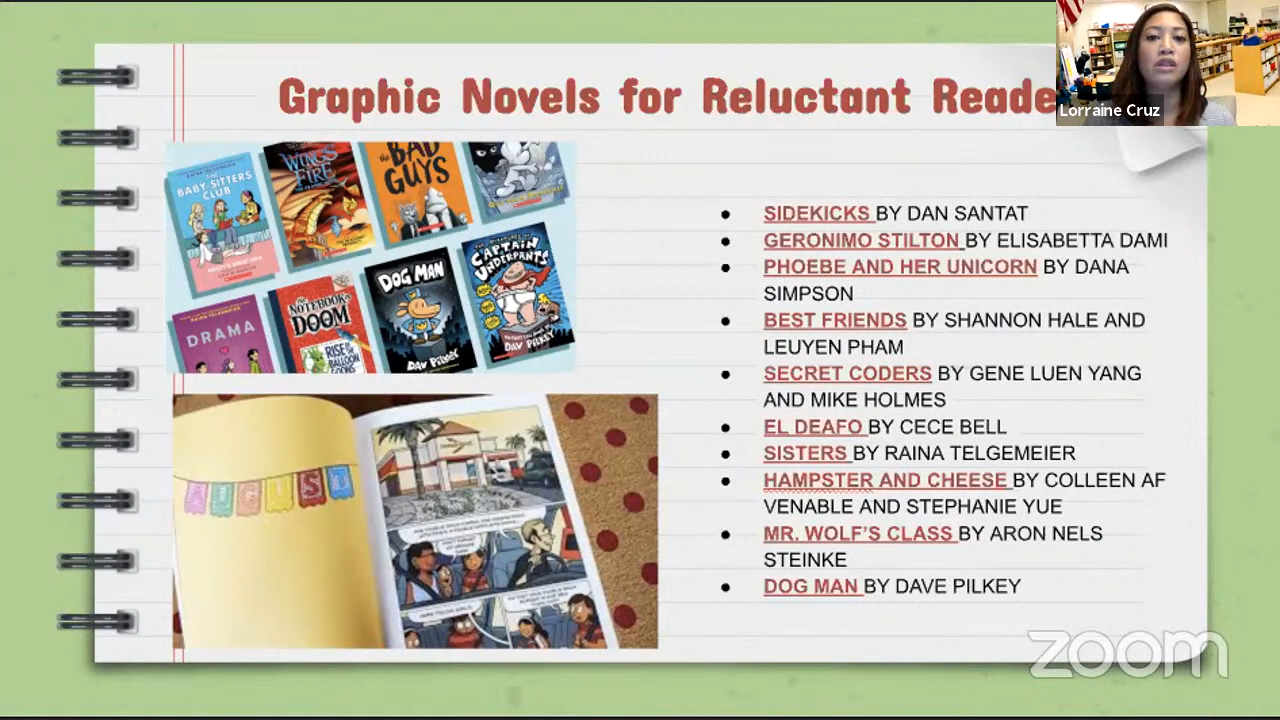 Graphic Novels for Reluctant Reade
Lorraine Cruz
THE
BABY-SITTERS
CLUB
WINGS
FIRE
the BAD
GUYS
DRAMA
THE
NOTEBOOK OF
DOOM
RISE OF THE
BALLOON
GOONS
DOG MAN
DAV PILKEY
CAPTAIN
UNDERPANTS
DAV PILKEY
AUGUST
SIDEKICKS BY DAN SANTAT
GERONIMO STILTON BY ELISABETTA DAMI
PHOEBE AND HER UNICORN BY DANA
SIMPSON
BEST FRIENDS BY SHANNON HALE AND
LEUYEN PHAM
SECRET CODERS BY GENE LUEN YANG
AND MIKE HOLMES
EL DEAFO BY CECE BELL
SISTERS BY RAINA TELGEMEIER
HAMPSTER AND CHEESE BY COLLEEN AF
VENABLE AND STEPHANIE YUE
MR. WOLF'S CLASS BY ARON NELS
STEINKE
DOG MAN BY DAVE PILKEY
zoom